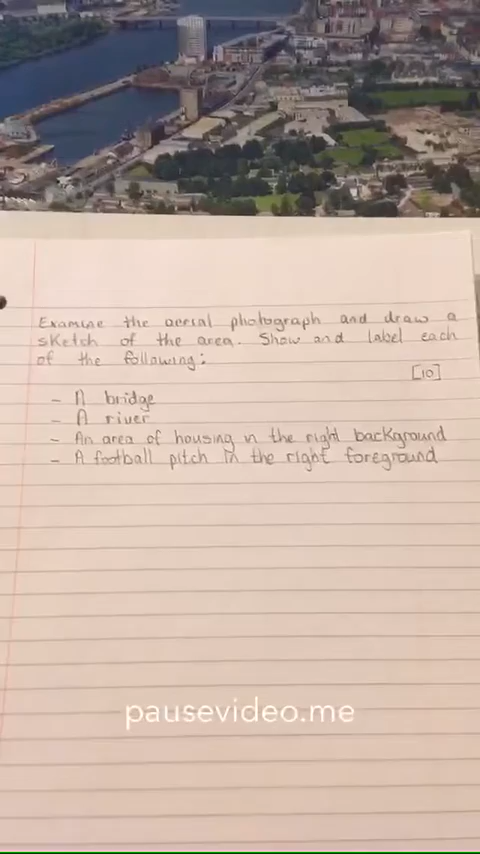 Examine the aerial photograph and draw a
sketch of the area. Show and label each
of the following:
[10]
- A bridge
- A river
- An area of housing in the right background
- A football pitch in the right foreground
pausevideo.me